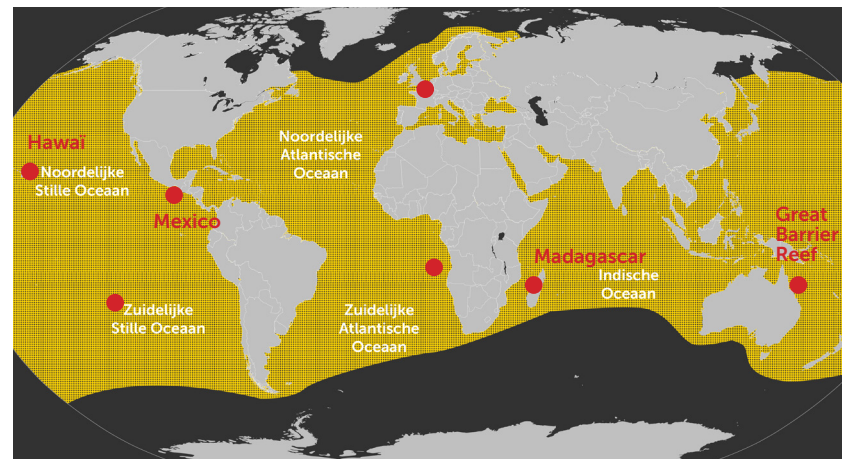 Noordelijke
Atlantische
Oceaan
Hawaï
Noordelijke
Stille Oceaan
Mexico
Great
Barrier
Reef
Madagascar
Indische
Oceaan
Zuidelijke
Stille Oceaan
Zuidelijke
Atlantische
Oceaan